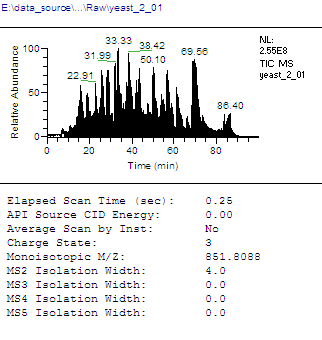 E:\data_source\...\Raw\yeast_2_01
NL:
2.55E8
TIC MS
yeast_2_01
Relative Abundance
100
50
0
33.33
38.42
31.99
50.10
69.56
22.91
86.40
0 20 40 60 80
Time (min)
Elapsed Scan Time (sec): 0.25
API Source CID Energy: 0.00
Average Scan by Inst: No
Charge State: 3
Monoisotopic M/Z: 851.8088
MS2 Isolation Width: 4.0
MS3 Isolation Width: 0.0
MS4 Isolation Width: 0.0
MS5 Isolation Width: 0.0